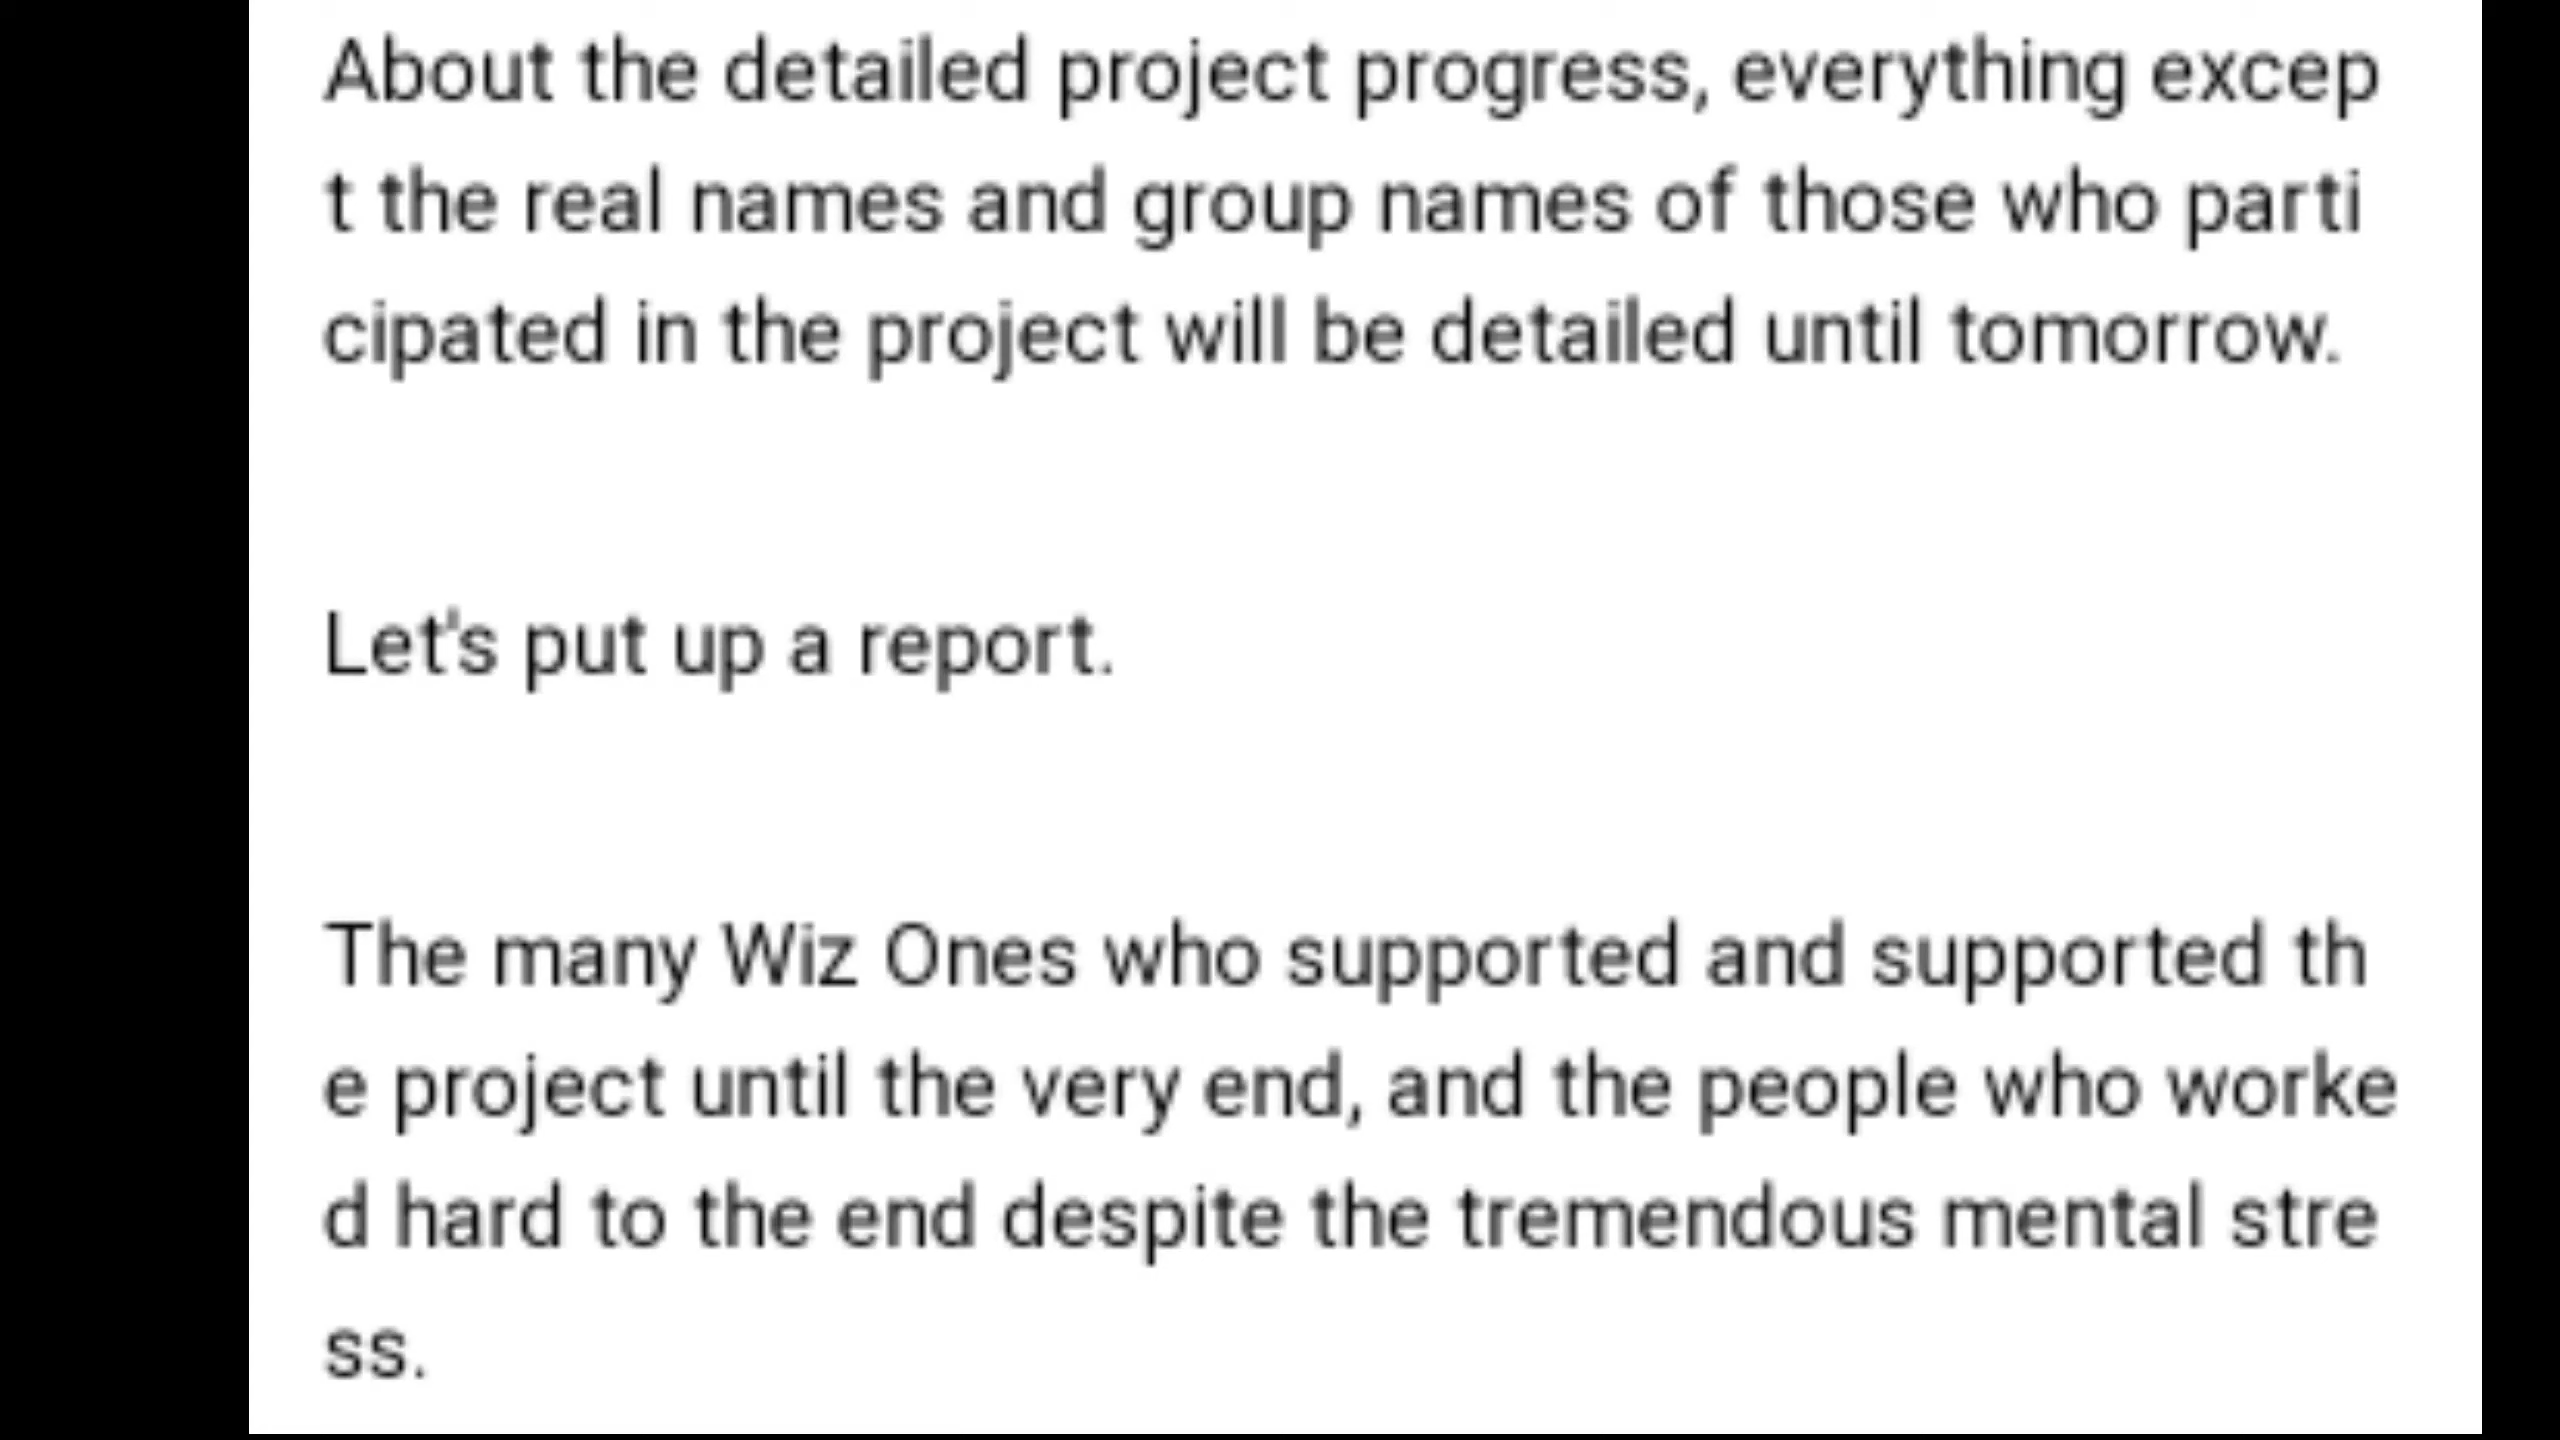 About the detailed project progress, everything excep
t the real names and group names of those who parti
cipated in the project will be detailed until tomorrow.
Let's put up a report.
The many Wiz Ones who supported and supported th
e project until the very end, and the people who worke
d hard to the end despite the tremendous mental stre
ss.